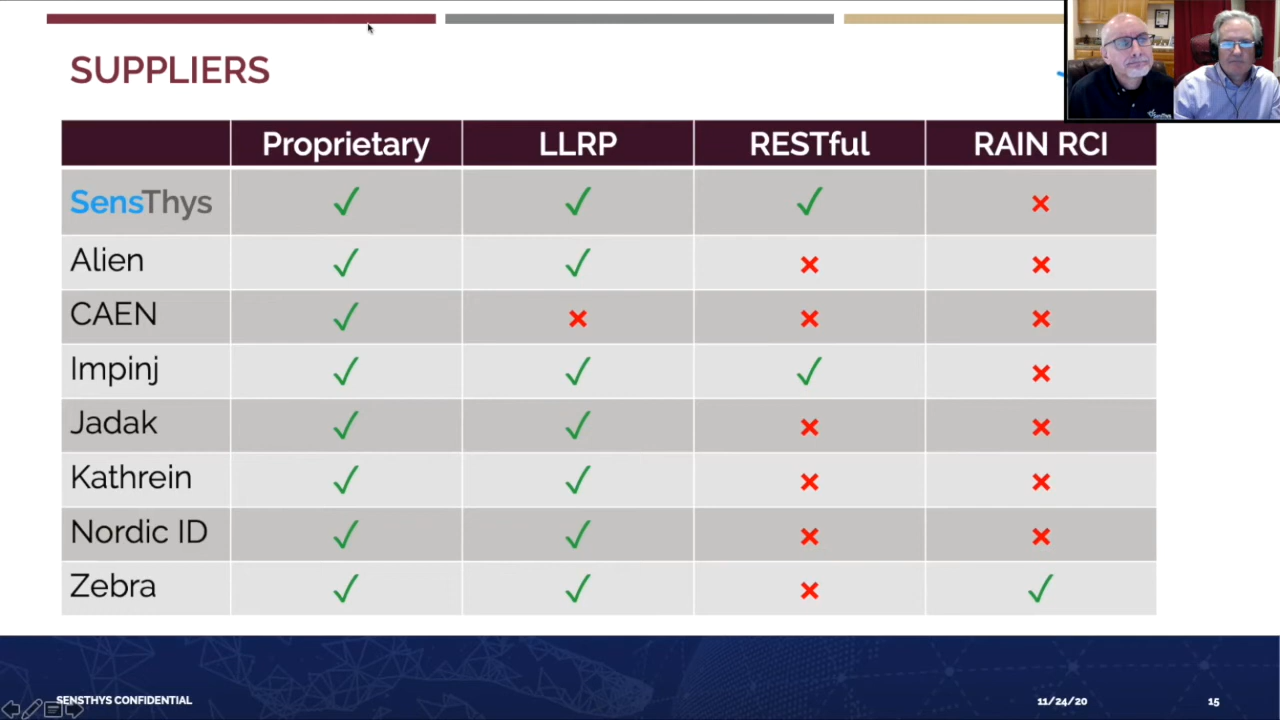 SUPPLIERS
Proprietary LLRP RESTful RAIN RCI
SensThys ✓ ✓ ✓ ×
Alien ✓ ✓ × ×
CAEN ✓ × × ×
Impinj ✓ ✓ ✓ ×
Jadak ✓ ✓ × ×
Kathrein ✓ ✓ × ×
Nordic ID ✓ ✓ × ×
Zebra ✓ ✓ × ✓
SENSTHYS CONFIDENTIAL 11/24/20 15